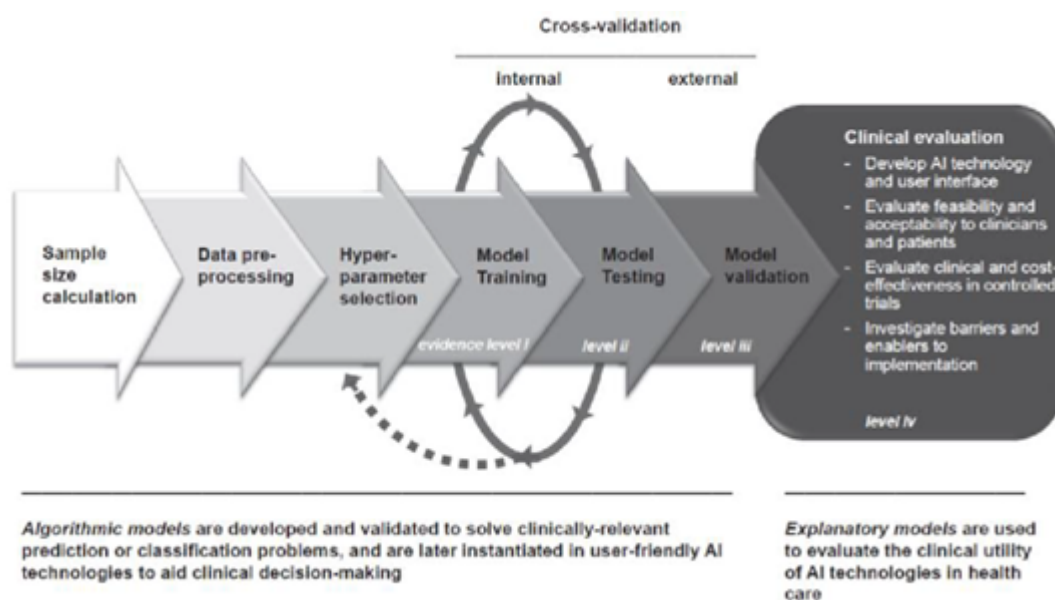 Cross-validation
internal external
Sample
size
calculation
Data pre-
processing
Hyper-
parameter
selection
Model
Training
evidence level i
Model
Testing
level ii
Model
validation
level iii
Clinical evaluation
- Develop AI technology
and user interface
- Evaluate feasibility and
acceptability to clinicians
and patients
- Evaluate clinical and cost-
effectiveness in controlled
trials
- Investigate barriers and
enablers to
implementation
level iv
Algorithmic models are developed and validated to solve clinically-relevant
prediction or classification problems, and are later instantiated in user-friendly AI
technologies to aid clinical decision-making
Explanatory models are used
to evaluate the clinical utility
of AI technologies in health
care